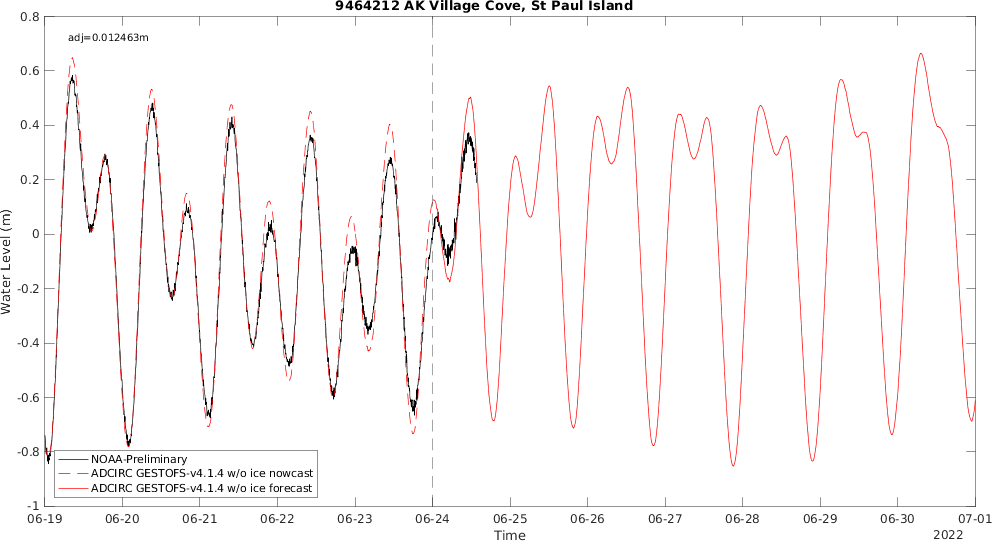 9464212 AK Village Cove, St Paul Island
adj=0.012463m
0.8
0.6
0.4
0.2
0
-0.2
-0.4
-0.6
-0.8
-1
Water Level (m)
NOAA-Preliminary
ADCIRC GESTOFS-v4.1.4 w/o ice nowcast
ADCIRC GESTOFS-v4.1.4 w/o ice forecast
06-19 06-20 06-21 06-22 06-23 06-24 06-25 06-26 06-27 06-28 06-29 06-30 07-01
Time
2022